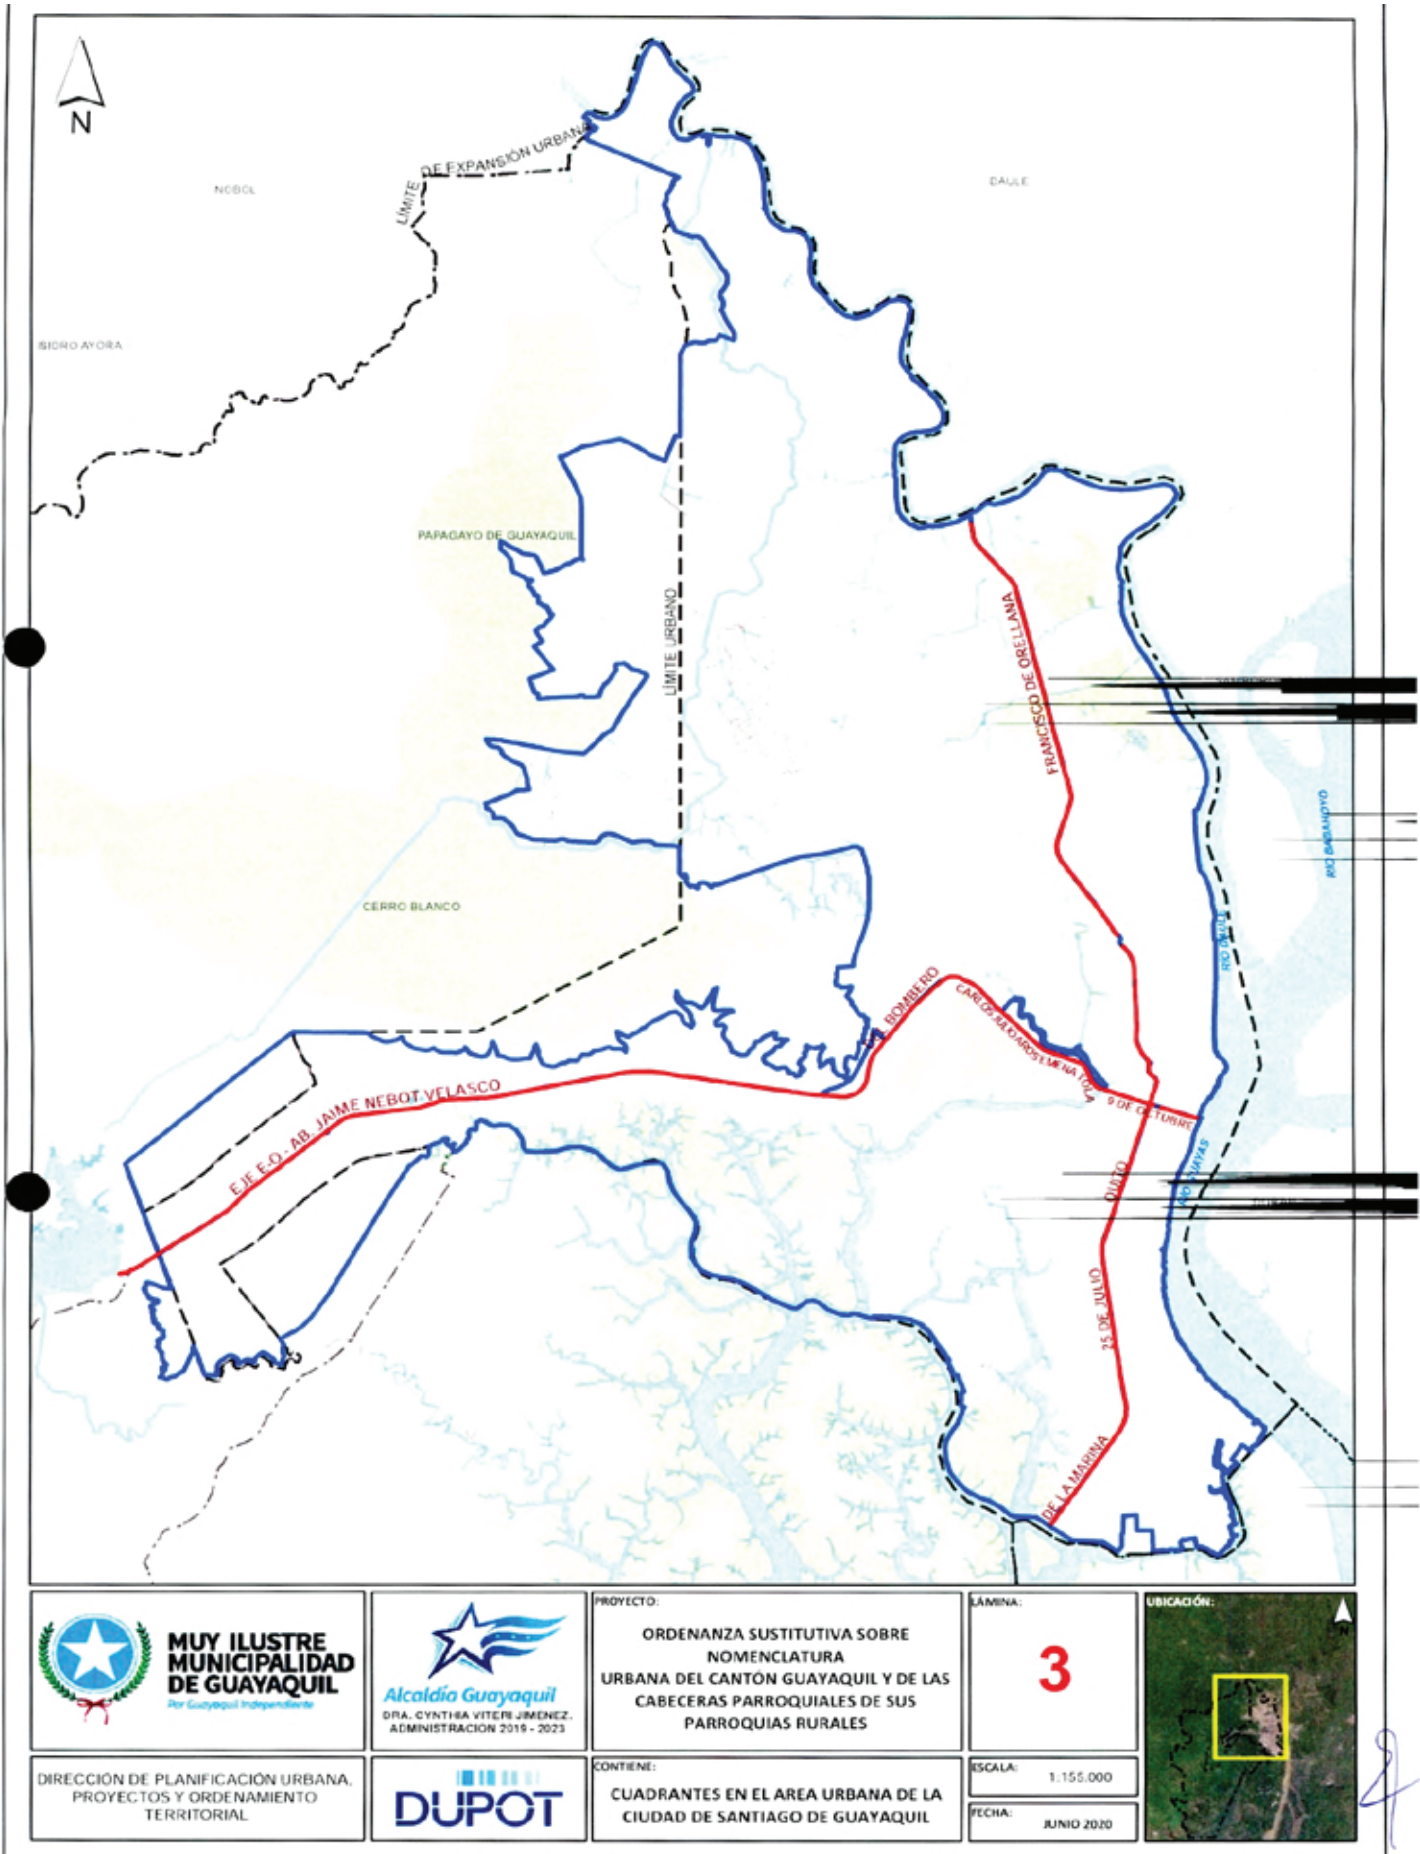 N
LÍMITE
DE EXPANSIÓN URBANA
NOBOL
DAULE
ISIDRO AYORA
PAPAGAYO DE GUAYAQUIL
LÍMITE URBANO
FRANCISCO DE ORELLANA
RIO BABAHOYO
CERRO BLANCO
RIO DAULE
BOMBERO
CARLOS JULIO AROSEMENA TOLA
EJE E-O - AB. JAIME NEBOT VELASCO
9 DE OCTUBRE
RIO GUAYAS
QUITO
25 DE JULIO
DE LA MARINA
MUY ILUSTRE
MUNICIPALIDAD
DE GUAYAQUIL
Por Guayaquil Independiente
Alcaldía Guayaquil
DRA. CYNTHIA VITERI JIMENEZ.
ADMINISTRACION 2019 - 2023
PROYECTO:
ORDENANZA SUSTITUTIVA SOBRE
NOMENCLATURA
URBANA DEL CANTÓN GUAYAQUIL Y DE LAS
CABECERAS PARROQUIALES DE SUS
PARROQUIAS RURALES
LÁMINA:
3
UBICACIÓN:
N
DIRECCIÓN DE PLANIFICACIÓN URBANA,
PROYECTOS Y ORDENAMIENTO
TERRITORIAL
DUPOT
CONTIENE:
CUADRANTES EN EL AREA URBANA DE LA
CIUDAD DE SANTIAGO DE GUAYAQUIL
ESCALA:
1:155.000
FECHA:
JUNIO 2020